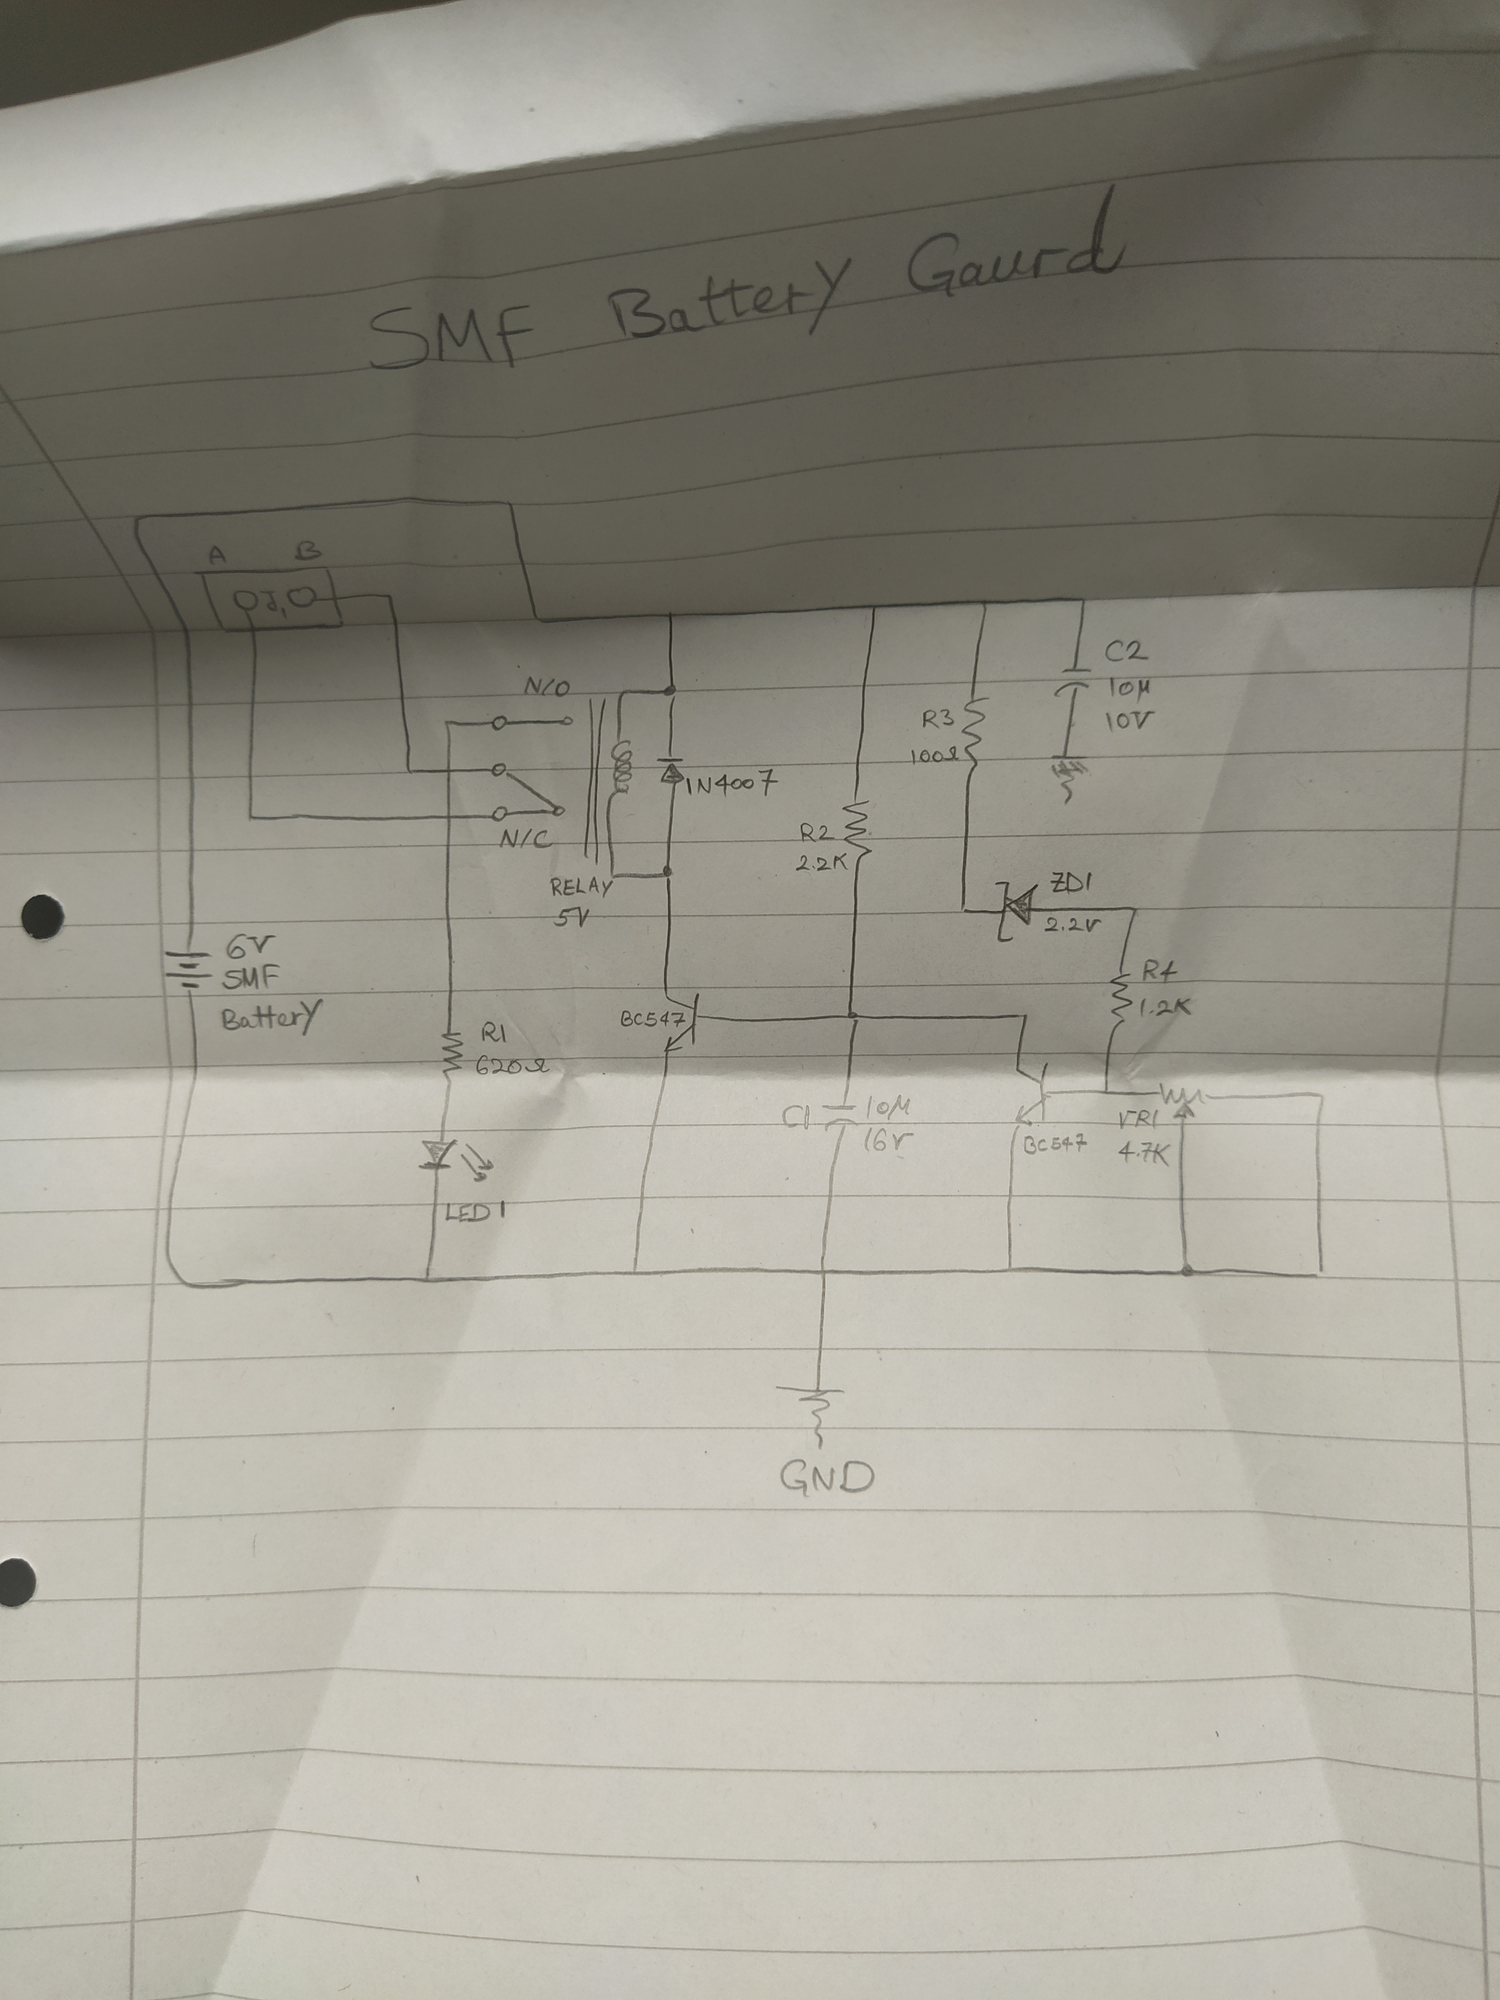 SMF Battery Gaurd
A B
J1
N/O
N/C
RELAY
5V
1N4007
C2
10µ
10V
R3
100Ω
R2
2.2K
ZD1
2.2V
R4
1.2K
6V
SMF
Battery
R1
620Ω
LED1
BC547
C1
10µ
16V
BC547
VR1
4.7K
GND